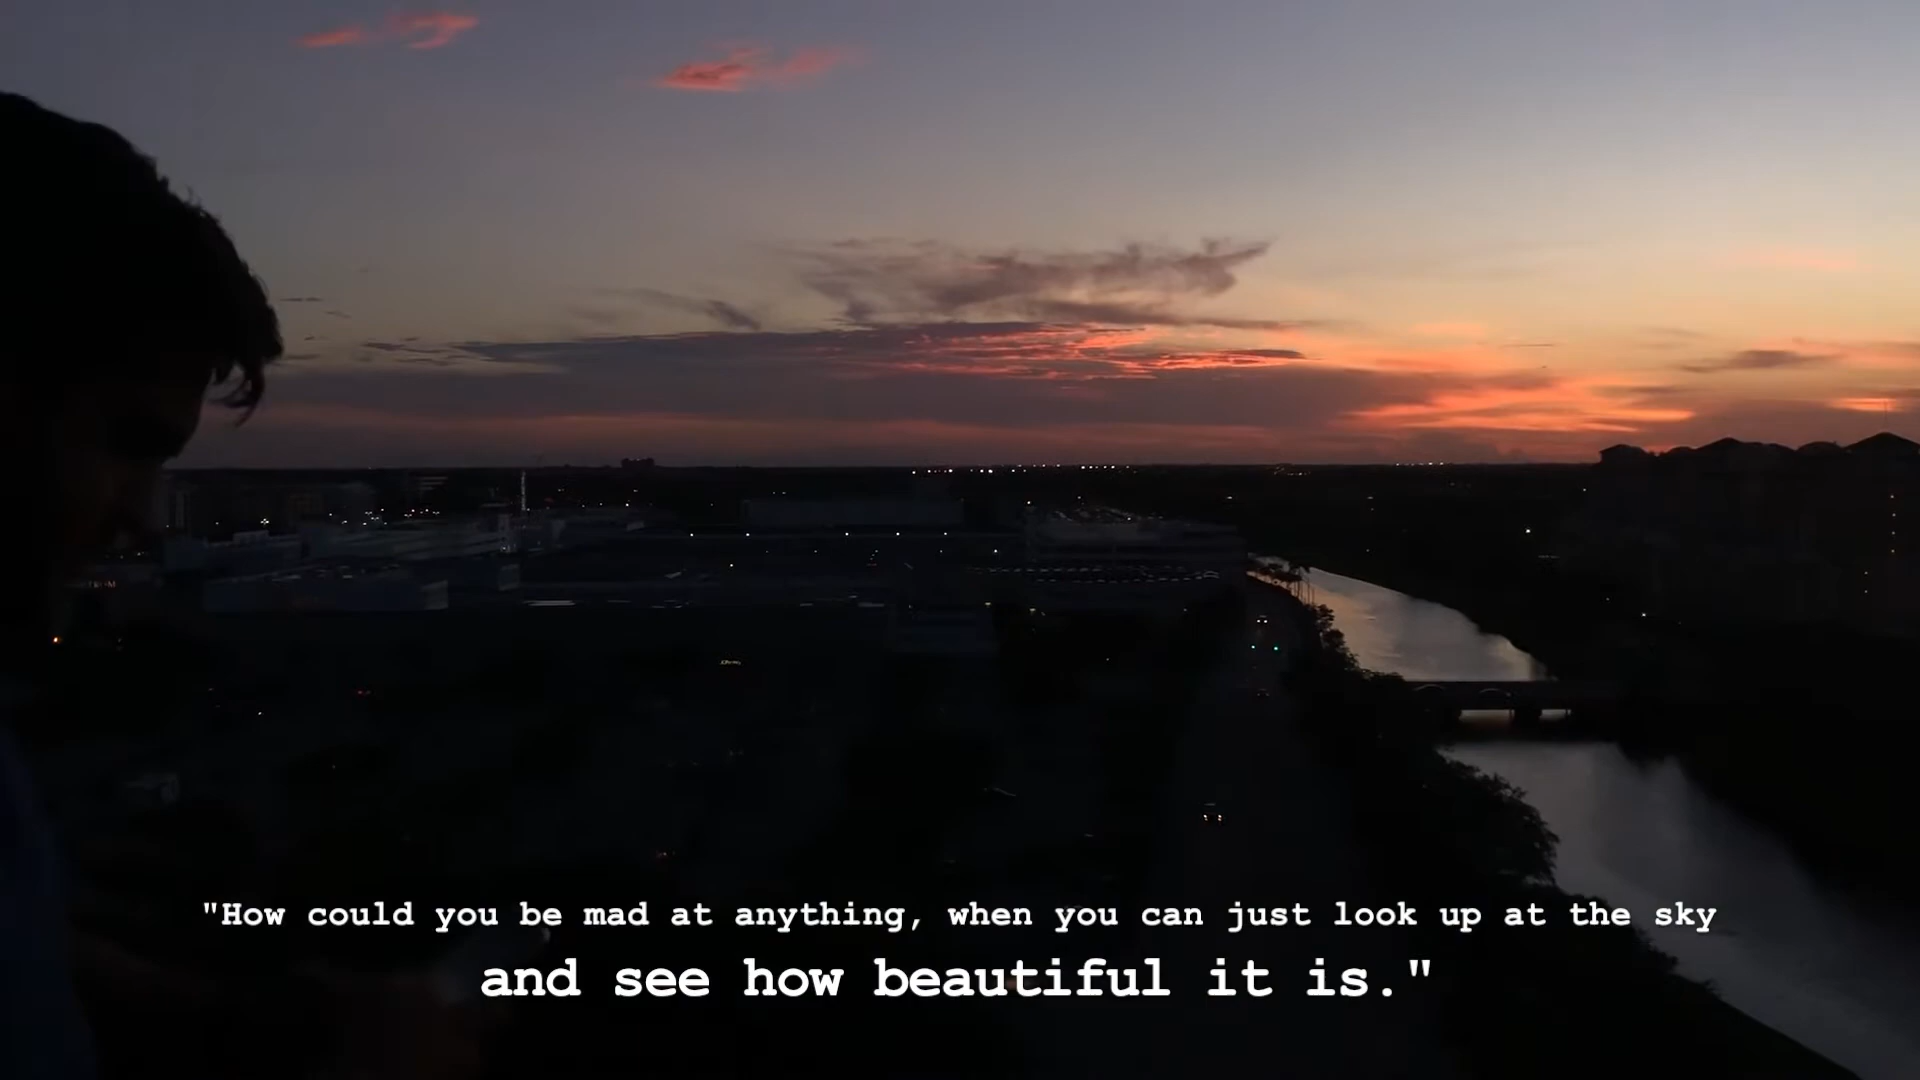 "How could you be mad at anything, when you can just look up at the sky
and see how beautiful it is."